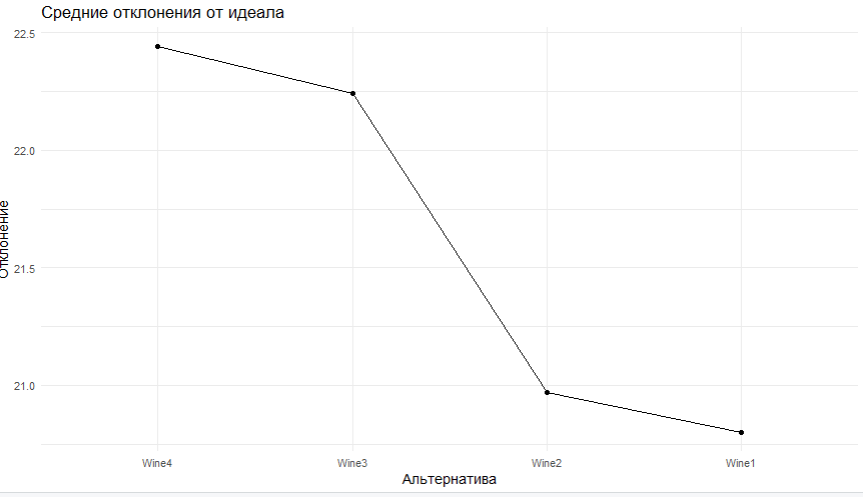 Средние отклонения от идеала
22.5
22.0
21.5
21.0
Отклонение
Wine4 Wine3 Wine2 Wine1
Альтернатива